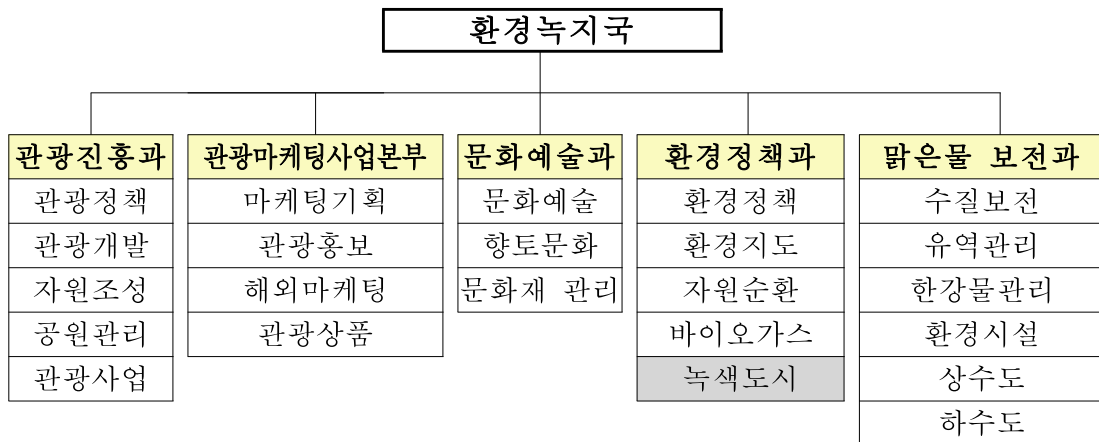 환경녹지국
관광진흥과
관광정책
관광개발
자원조성
공원관리
관광사업
관광마케팅사업본부
마케팅기획
관광홍보
해외마케팅
관광상품
문화예술과
문화예술
향토문화
문화재 관리
환경정책과
환경정책
환경지도
자원순환
바이오가스
녹색도시
맑은물 보전과
수질보전
유역관리
한강물관리
환경시설
상수도
하수도